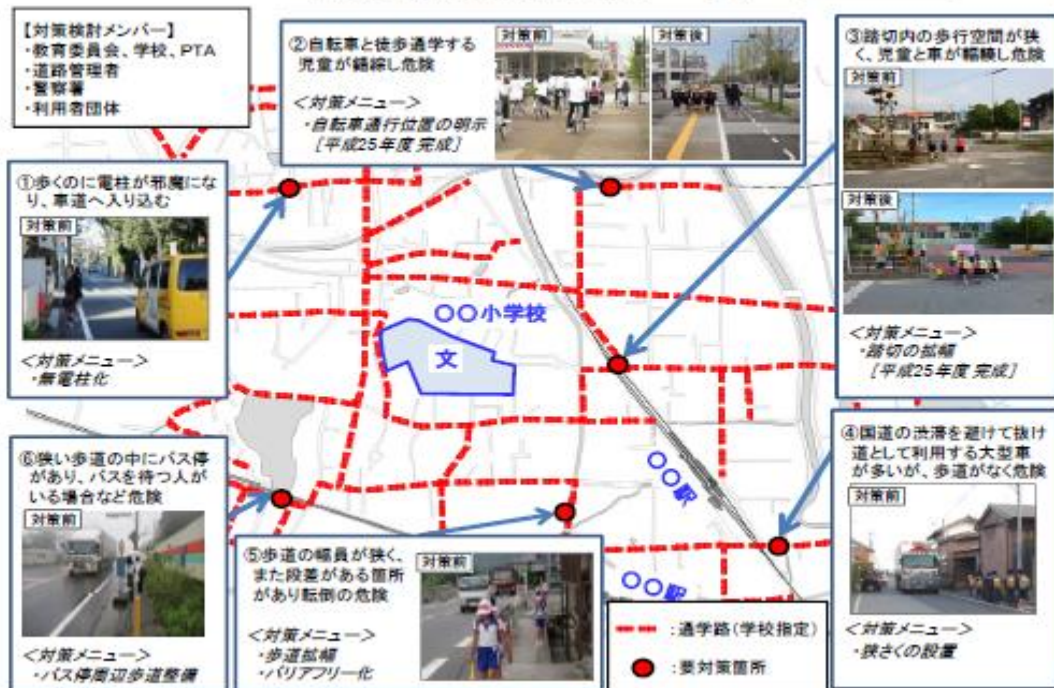 【対策検討メンバー】
・教育委員会、学校、PTA
・道路管理者
・警察署
・利用者団体
②自転車と徒歩通学する
児童が錯綜し危険
<対策メニュー>
・自転車通行位置の明示
[平成25年度 完成]
対策前
対策後
③踏切内の歩行空間が狭
く、児童と車が輻輳し危険
対策前
対策後
<対策メニュー>
・踏切の拡幅
[平成25年度 完成]
①歩くのに電柱が邪魔にな
り、車道へ入り込む
対策前
<対策メニュー>
・無電柱化
〇〇小学校
文
〇〇駅
〇〇駅
④国道の渋滞を避けて抜け
道として利用する大型車
が多いが、歩道がなく危険
対策前
<対策メニュー>
・狭さくの設置
⑥狭い歩道の中にバス停
があり、バスを待つ人が
いる場合など危険
対策前
<対策メニュー>
・バス停周辺歩道整備
⑤歩道の幅員が狭く、
また段差がある箇所
があり転倒の危険
対策前
<対策メニュー>
・歩道拡幅
・バリアフリー化
:通学路(学校指定)
:要対策箇所